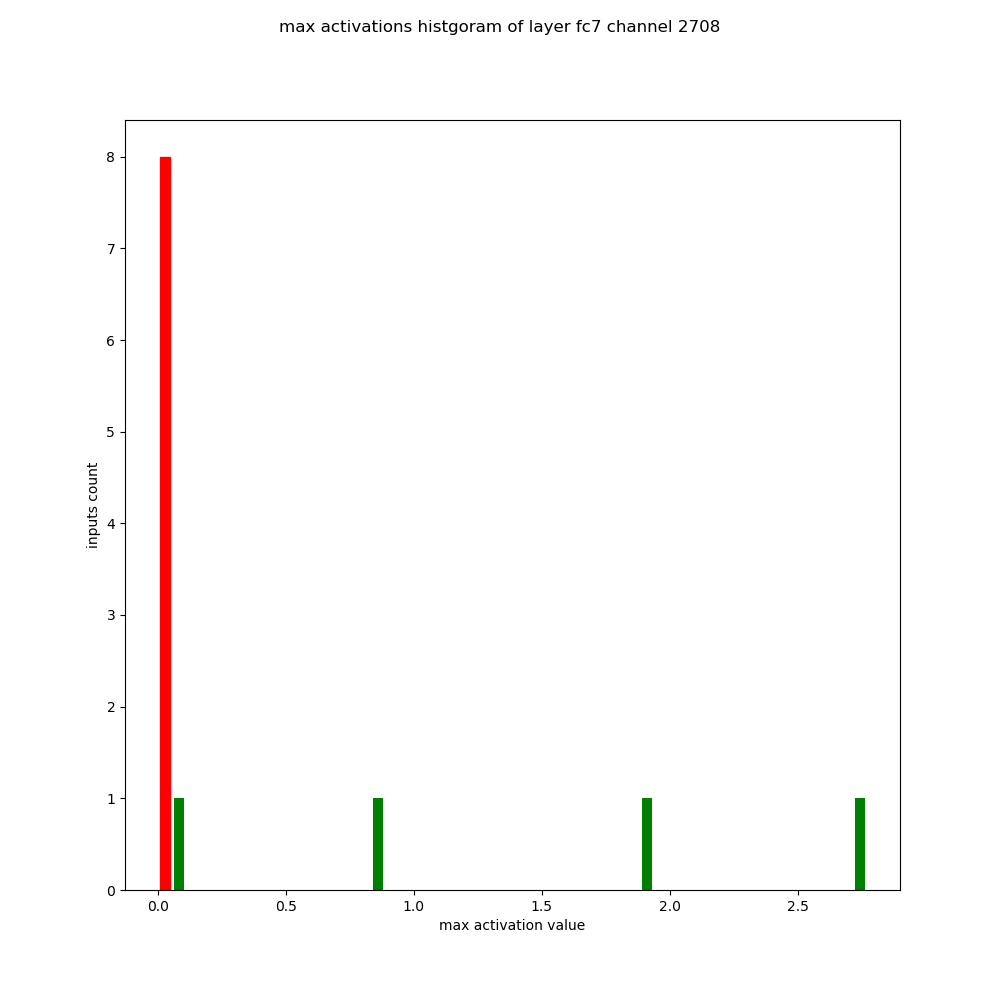 max activations histgoram of layer fc7 channel 2708
8
7
6
5
4
3
2
1
0
inputs count
0.0 0.5 1.0 1.5 2.0 2.5
max activation value